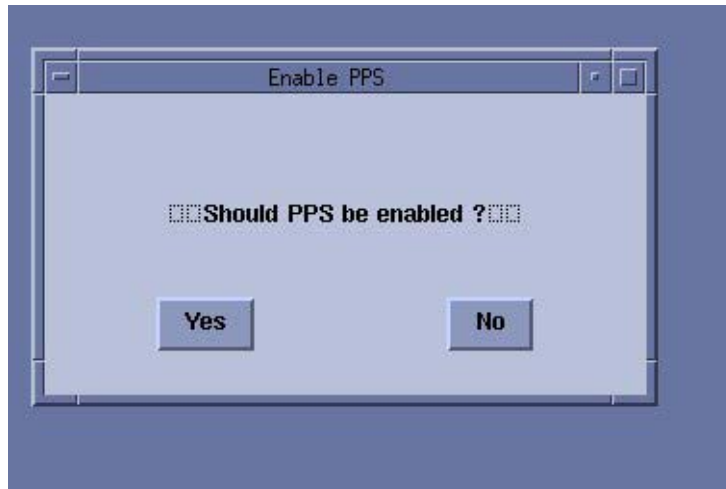 Enable PPS
Should PPS be enabled ?
Yes
No